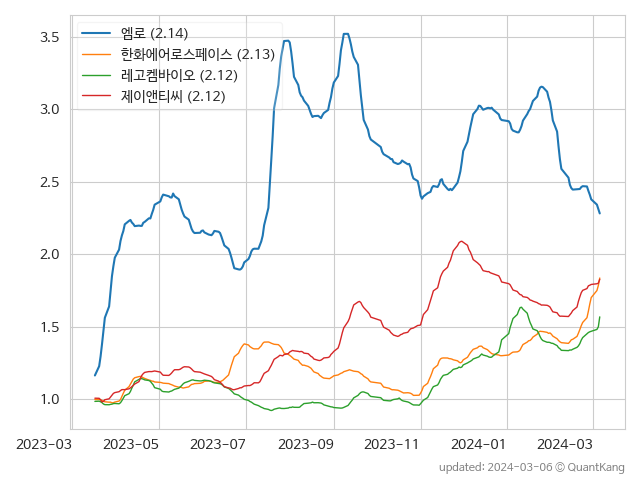 엠로 (2.14)
한화에어로스페이스 (2.13)
레고켐바이오 (2.12)
제이앤티씨 (2.12)
3.5
3.0
2.5
2.0
1.5
1.0
2023-03 2023-05 2023-07 2023-09 2023-11 2024-01 2024-03
updated: 2024-03-06 © QuantKang